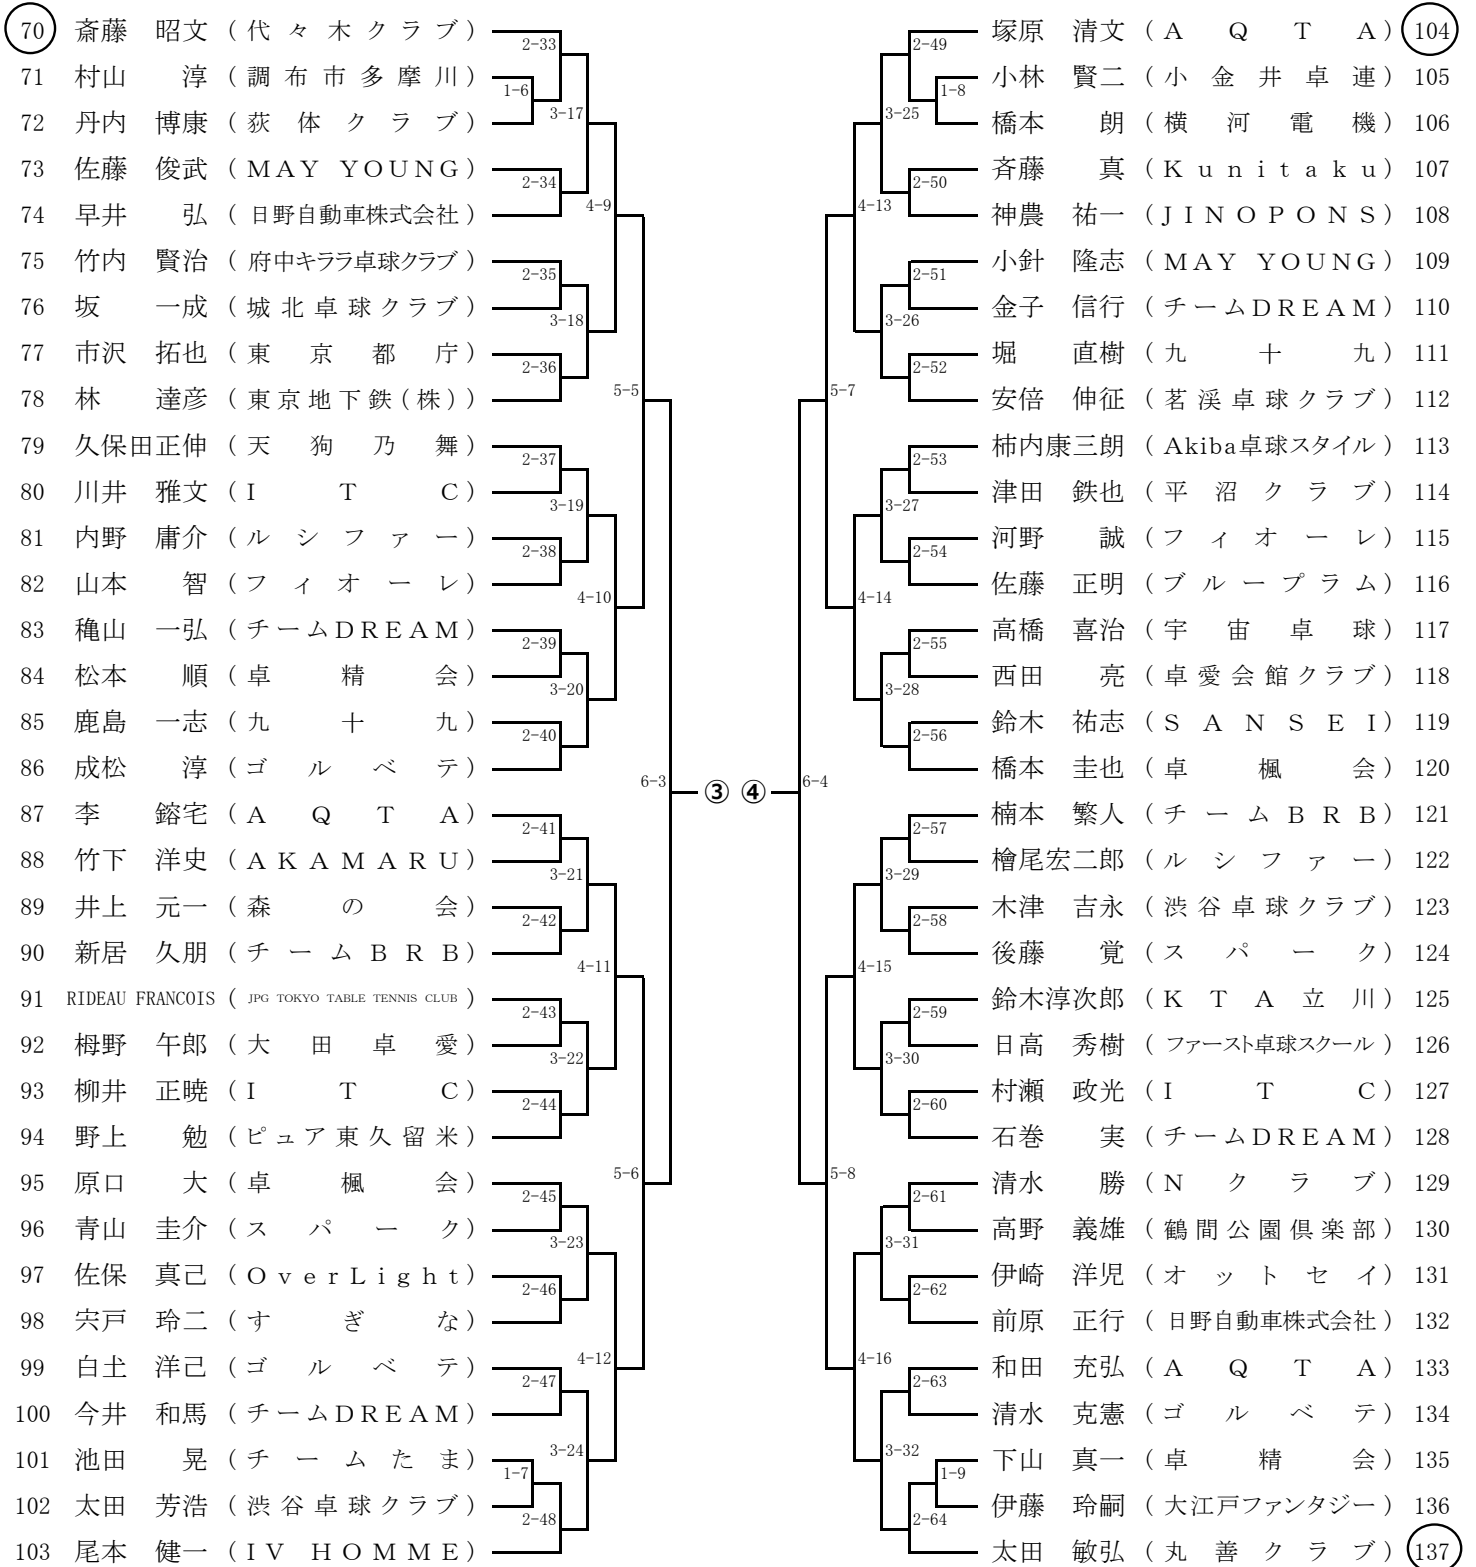 70 斎藤 昭文 (代々木クラブ)
71 村山 淳 (調布市多摩川)
72 丹内 博康 (荻体クラブ)
73 佐藤 俊武 (MAY YOUNG)
74 早井 弘 (日野自動車株式会社)
75 竹内 賢治 (府中キララ卓球クラブ)
76 坂 一成 (城北卓球クラブ)
77 市沢 拓也 (東京都庁)
78 林 達彦 (東京地下鉄(株))
79 久保田正伸 (天狗乃舞)
80 川井 雅文 (ITC)
81 内野 庸介 (ルシファー)
82 山本 智 (フィオーレ)
83 穐山 一弘 (チームDREAM)
84 松本 順 (卓精会)
85 鹿島 一志 (九十九)
86 成松 淳 (ゴルベテ)
87 李 鎔宅 (AQTA)
88 竹下 洋史 (AKAMARU)
89 井上 元一 (森の会)
90 新居 久朋 (チームBRB)
91 RIDEAU FRANCOIS (JPG TOKYO TABLE TENNIS CLUB)
92 栂野 午郎 (大田卓愛)
93 柳井 正暁 (ITC)
94 野上 勉 (ピュア東久留米)
95 原口 大 (卓楓会)
96 青山 圭介 (スパーク)
97 佐保 真己 (OverLight)
98 宍戸 玲二 (すぎな)
99 白土 洋己 (ゴルベテ)
100 今井 和馬 (チームDREAM)
101 池田 晃 (チームたま)
102 太田 芳浩 (渋谷卓球クラブ)
103 尾本 健一 (IV HOMME)
2-33
1-6
3-17
2-34
4-9
2-35
3-18
2-36
5-5
2-37
3-19
2-38
4-10
2-39
3-20
2-40
6-3
2-41
3-21
2-42
4-11
2-43
3-22
2-44
5-6
2-45
3-23
2-46
4-12
2-47
3-24
1-7
2-48
③ ④
2-49
1-8
3-25
2-50
4-13
2-51
3-26
2-52
5-7
2-53
3-27
2-54
4-14
2-55
3-28
2-56
6-4
2-57
3-29
2-58
4-15
2-59
3-30
2-60
5-8
2-61
3-31
2-62
4-16
2-63
3-32
1-9
2-64
塚原 清文 (AQTA) 104
小林 賢二 (小金井卓連) 105
橋本 朗 (横河電機) 106
斉藤 真 (Kunitaku) 107
神農 祐一 (JINOPONS) 108
小針 隆志 (MAY YOUNG) 109
金子 信行 (チームDREAM) 110
堀 直樹 (九十九) 111
安倍 伸征 (茗渓卓球クラブ) 112
柿内康三朗 (Akiba卓球スタイル) 113
津田 鉄也 (平沼クラブ) 114
河野 誠 (フィオーレ) 115
佐藤 正明 (ブループラム) 116
高橋 喜治 (宇宙卓球) 117
西田 亮 (卓愛会館クラブ) 118
鈴木 祐志 (SANSEI) 119
橋本 圭也 (卓楓会) 120
楠本 繁人 (チームBRB) 121
檜尾宏二郎 (ルシファー) 122
木津 吉永 (渋谷卓球クラブ) 123
後藤 覚 (スパーク) 124
鈴木淳次郎 (KTA立川) 125
日高 秀樹 (ファースト卓球スクール) 126
村瀬 政光 (ITC) 127
石巻 実 (チームDREAM) 128
清水 勝 (Nクラブ) 129
高野 義雄 (鶴間公園倶楽部) 130
伊崎 洋児 (オットセイ) 131
前原 正行 (日野自動車株式会社) 132
和田 充弘 (AQTA) 133
清水 克憲 (ゴルベテ) 134
下山 真一 (卓精会) 135
伊藤 玲嗣 (大江戸ファンタジー) 136
太田 敏弘 (丸善クラブ) 137